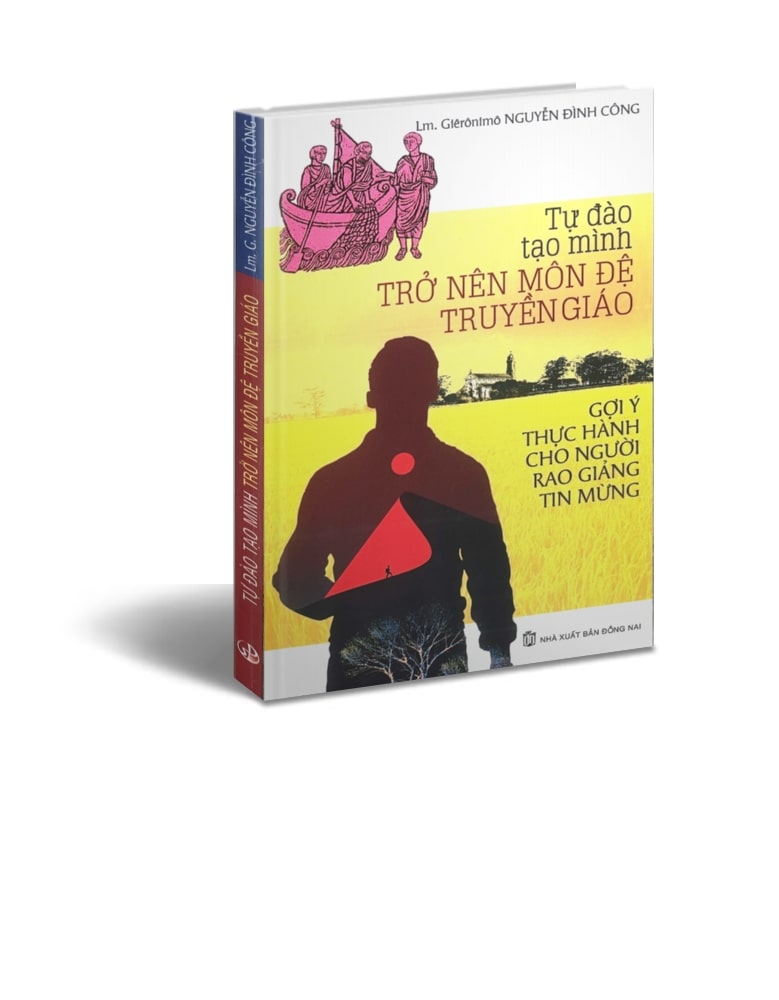 Lm. Giêrônimô NGUYỄN ĐÌNH CÔNG
Tự đào
tạo mình
TRỞ NÊN MÔN ĐỆ
TRUYỀN GIÁO
GỢI Ý
THỰC HÀNH
CHO NGƯỜI
RAO GIẢNG
TIN MỪNG
NHÀ XUẤT BẢN ĐỒNG NAI
Lm. G. NGUYỄN ĐÌNH CÔNG
TỰ ĐÀO TẠO MÌNH TRỞ NÊN MÔN ĐỆ TRUYỀN GIÁO